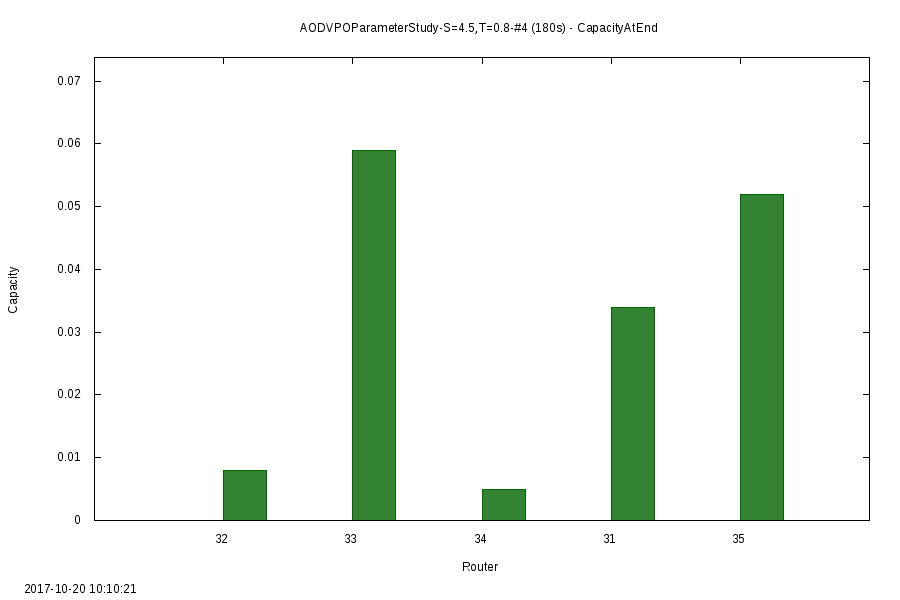 AODVPOParameterStudy-S=4.5,T=0.8-#4 (180s) - CapacityAtEnd
0.07
0.06
0.05
0.04
0.03
0.02
0.01
0
Capacity
32 33 34 31 35
Router
2017-10-20 10:10:21